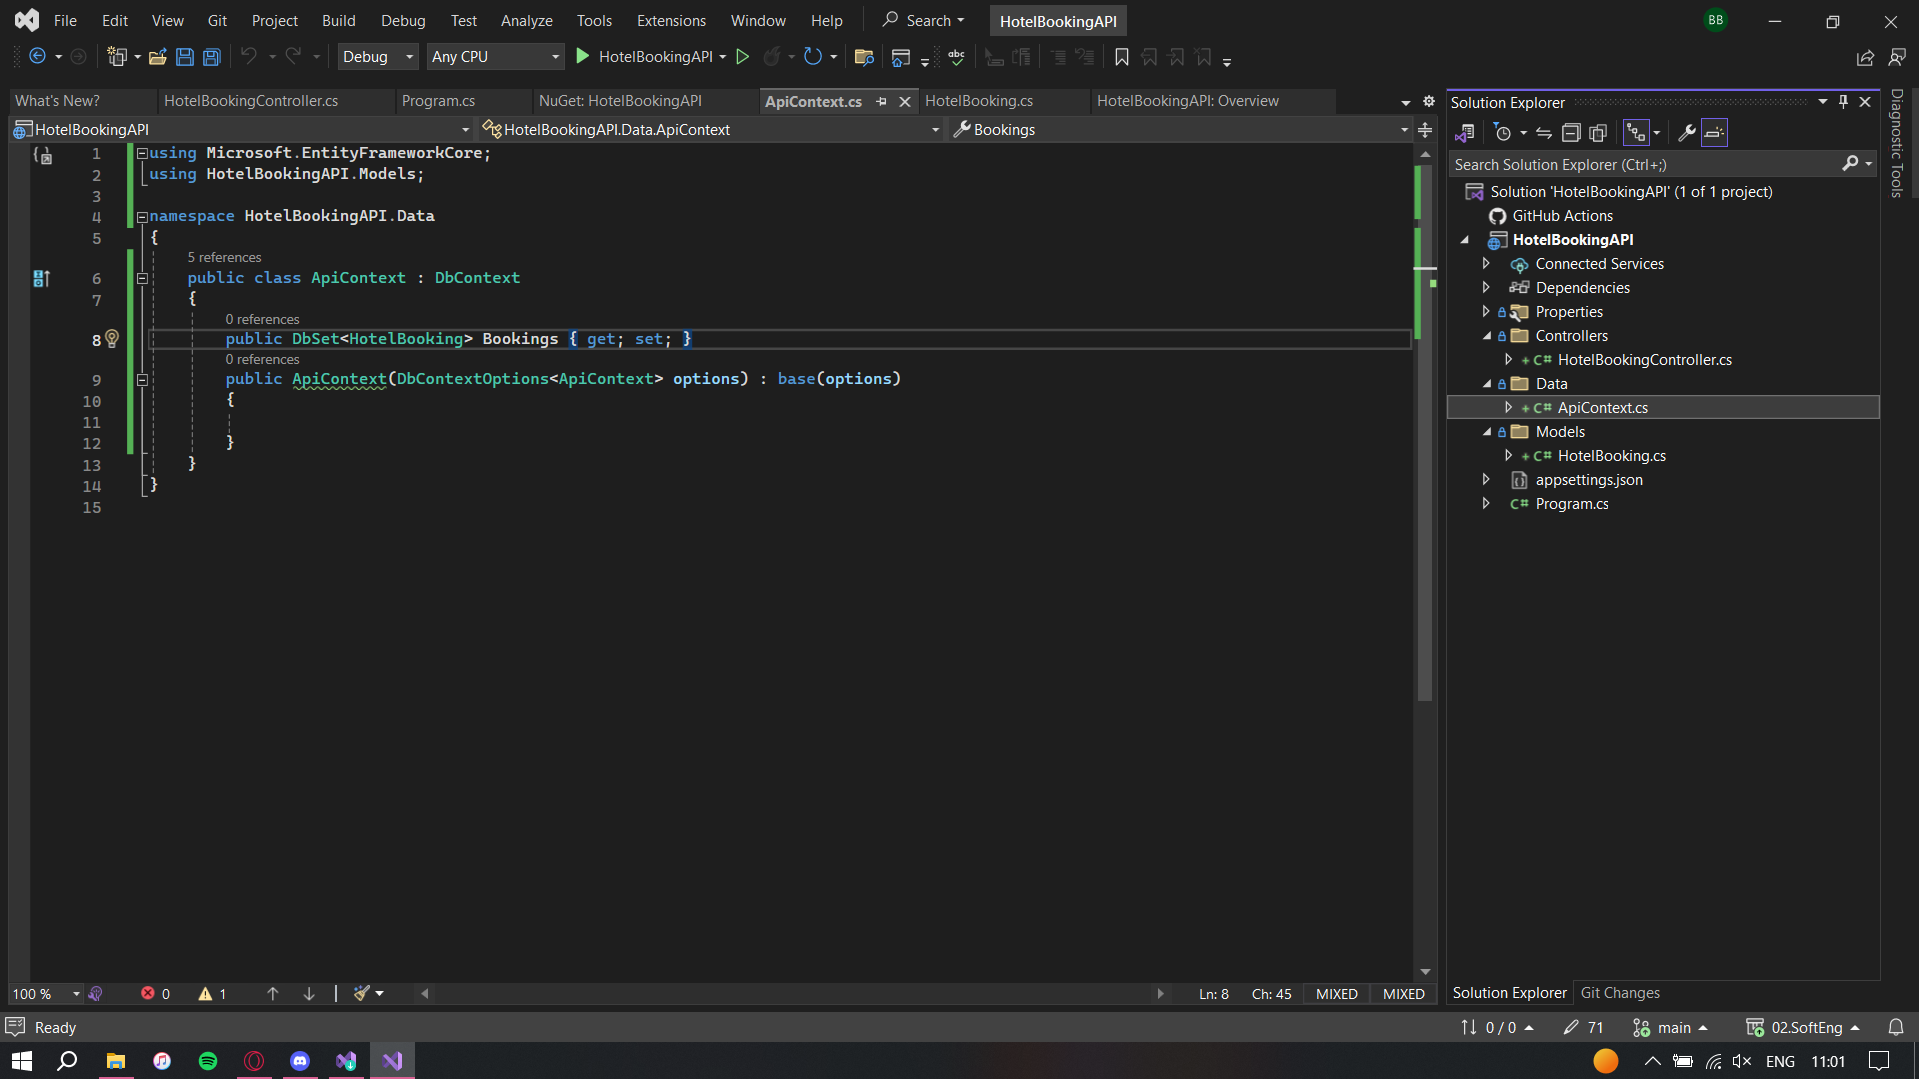 File Edit View Git Project Build Debug Test Analyze Tools Extensions Window Help Search HotelBookingAPI BB
Debug Any CPU HotelBookingAPI abc
What's New? HotelBookingController.cs Program.cs NuGet: HotelBookingAPI ApiContext.cs HotelBooking.cs HotelBookingAPI: Overview
HotelBookingAPI HotelBookingAPI.Data.ApiContext Bookings
1 using Microsoft.EntityFrameworkCore;
2 using HotelBookingAPI.Models;
3
4 namespace HotelBookingAPI.Data
5 {
5 references
6 public class ApiContext : DbContext
7 {
0 references
8 public DbSet<HotelBooking> Bookings { get; set; }
0 references
9 public ApiContext(DbContextOptions<ApiContext> options) : base(options)
10 {
11
12 }
13 }
14 }
15
100 % 0 1 Ln: 8 Ch: 45 MIXED MIXED
Solution Explorer
Search Solution Explorer (Ctrl+;)
Solution 'HotelBookingAPI' (1 of 1 project)
GitHub Actions
HotelBookingAPI
Connected Services
Dependencies
Properties
Controllers
C# HotelBookingController.cs
Data
C# ApiContext.cs
Models
C# HotelBooking.cs
appsettings.json
C# Program.cs
Solution Explorer Git Changes
Diagnostic Tools
Ready 0 / 0 71 main 02.SoftEng
ENG 11:01